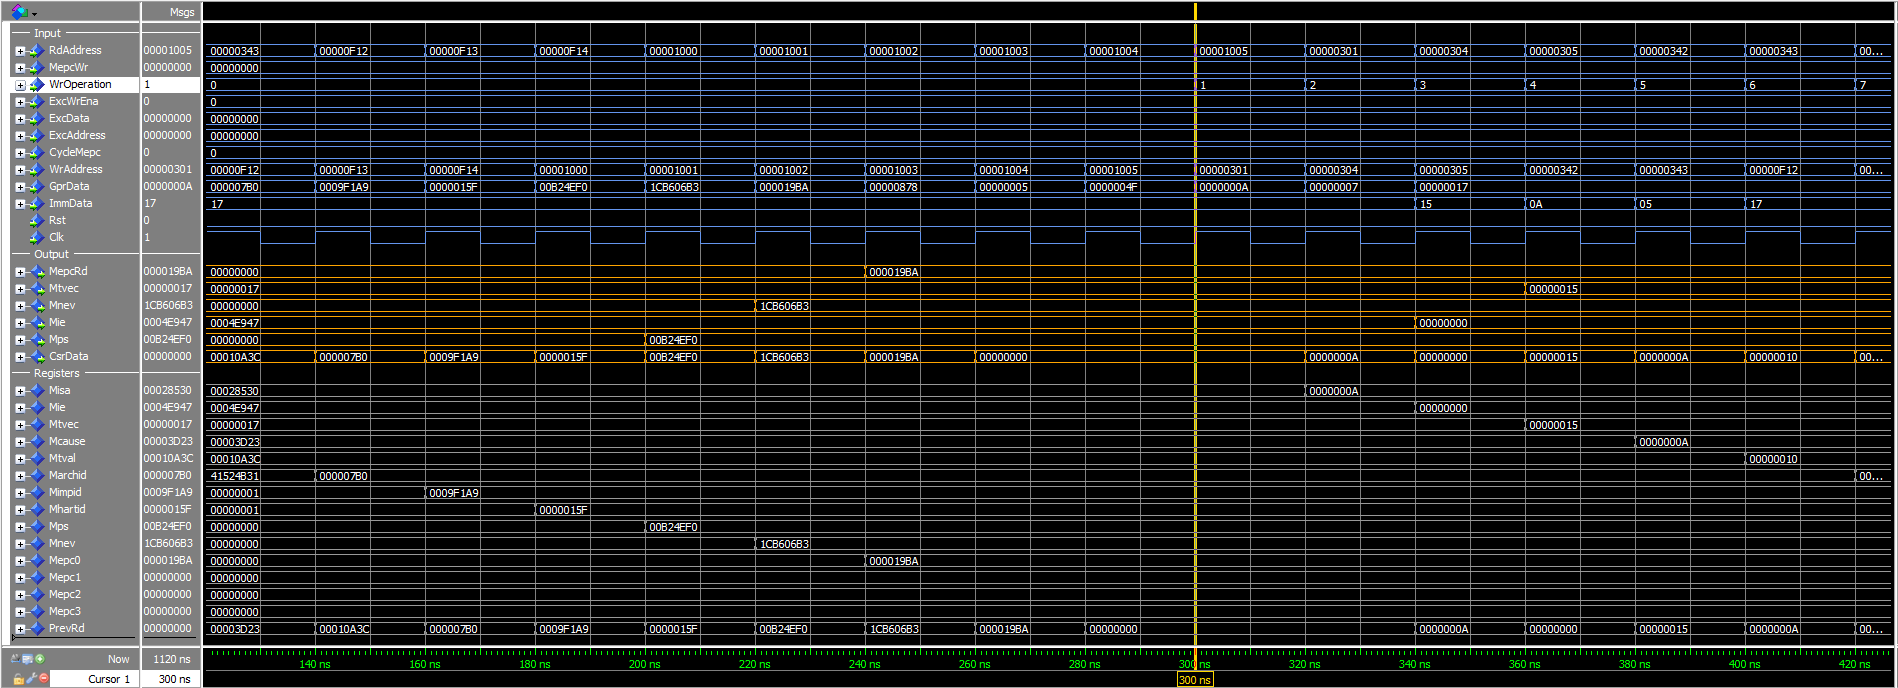 Msgs
Input
RdAddress 00001005 00000343 00000F12 00000F13 00000F14 00001000 00001001 00001002 00001003 00001004 00001005 00000301 00000304 00000305 00000342 00000343 00...
MepcWr 00000000 00000000
WrOperation 1 0 1 2 3 4 5 6 7
ExcWrEna 0 0
ExcData 00000000 00000000
ExcAddress 00000000 00000000
CycleMepc 0 0
WrAddress 00000301 00000F12 00000F13 00000F14 00001000 00001001 00001002 00001003 00001004 00001005 00000301 00000304 00000305 00000342 00000343 00000F12 00...
GprData 0000000A 000007B0 0009F1A9 0000015F 00B24EF0 1CB606B3 000019BA 00000878 00000005 0000004F 0000000A 00000007 00000017
ImmData 17 17 15 0A 05 17
Rst 0
Clk 1
Output
MepcRd 000019BA 00000000 000019BA
Mtvec 00000017 00000017 00000015
Mnev 1CB606B3 00000000 1CB606B3
Mie 0004E947 0004E947 00000000
Mps 00B24EF0 00000000 00B24EF0
CsrData 00000000 00010A3C 000007B0 0009F1A9 0000015F 00B24EF0 1CB606B3 000019BA 00000000 0000000A 00000000 00000015 0000000A 00000010 00...
Registers
Misa 00028530 00028530 0000000A
Mie 0004E947 0004E947 00000000
Mtvec 00000017 00000017 00000015
Mcause 00003D23 00003D23 0000000A
Mtval 00010A3C 00010A3C 00000010
Marchid 000007B0 41524B31 000007B0 00...
Mimpid 0009F1A9 00000001 0009F1A9
Mhartid 0000015F 00000001 0000015F
Mps 00B24EF0 00000000 00B24EF0
Mnev 1CB606B3 00000000 1CB606B3
Mepc0 000019BA 00000000 000019BA
Mepc1 00000000 00000000
Mepc2 00000000 00000000
Mepc3 00000000 00000000
PrevRd 00000000 00003D23 00010A3C 000007B0 0009F1A9 0000015F 00B24EF0 1CB606B3 000019BA 00000000 0000000A 00000000 00000015 0000000A 00...
Now 1120 ns 140 ns 160 ns 180 ns 200 ns 220 ns 240 ns 260 ns 280 ns 300 ns 320 ns 340 ns 360 ns 380 ns 400 ns 420 ns
Cursor 1 300 ns 300 ns